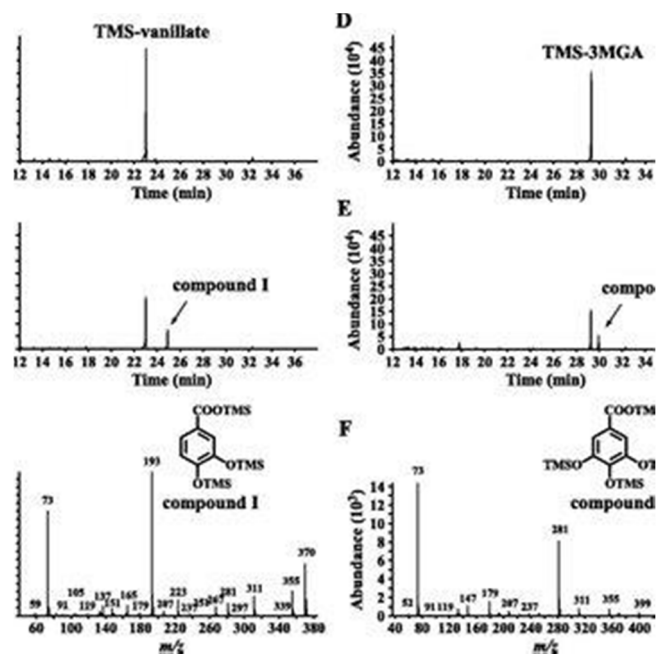 TMS-vanillate
12 14 16 18 20 22 24 26 28 30 32 34 36
Time (min)
D
TMS-3MGA
Abundance (10⁴)
45
40
35
30
25
20
15
10
5
0
12 14 16 18 20 22 24 26 28 30 32 34 36
Time (min)
compound I
12 14 16 18 20 22 24 26 28 30 32 34 36
Time (min)
E
compo
Abundance (10⁴)
45
40
35
30
25
20
15
10
5
0
12 14 16 18 20 22 24 26 28 30 32 34 36
Time (min)
COOTMS
OTMS
OTMS
compound I
193
73
370
355
59
91
105
119
137
151
165
179
207
223
237
281
297
311
339
60 100 140 180 220 260 300 340 380
m/z
F
COOTM
TMSO
OT
OTMS
compound
Abundance (10³)
14
12
10
8
6
4
2
0
73
281
91
119
147
179
207
237
311
355
399
40 80 120 160 200 240 280 320 360 400
m/z